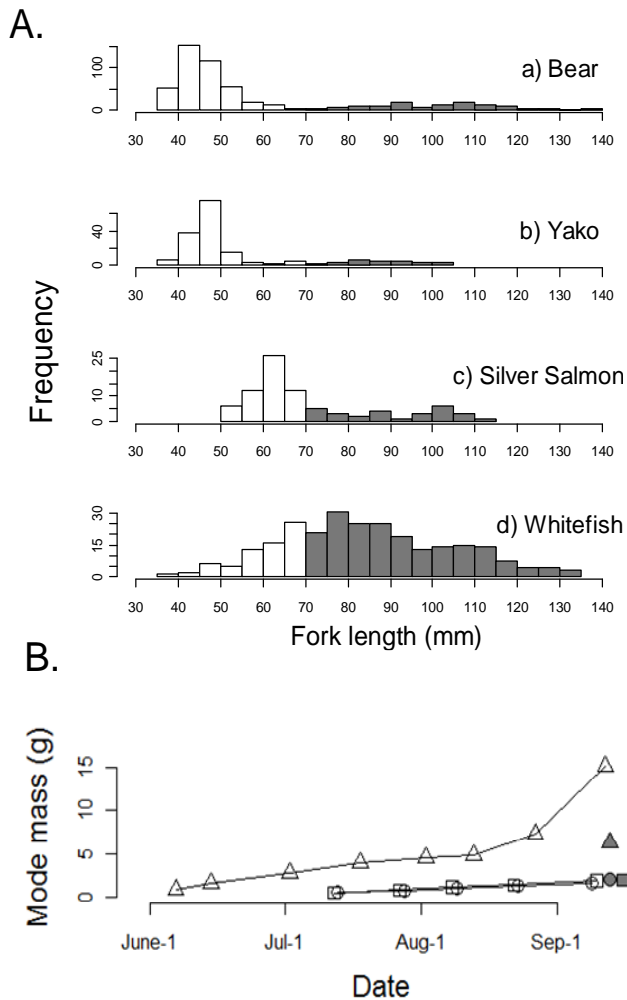 A.
a) Bear
0 100
30 40 50 60 70 80 90 100 110 120 130 140
b) Yako
0 40
30 40 50 60 70 80 90 100 110 120 130 140
Frequency
c) Silver Salmon
0 10 25
30 40 50 60 70 80 90 100 110 120 130 140
d) Whitefish
0 15 30
30 40 50 60 70 80 90 100 110 120 130 140
Fork length (mm)
B.
Mode mass (g)
0 5 10 15
June-1 Jul-1 Aug-1 Sep-1
Date